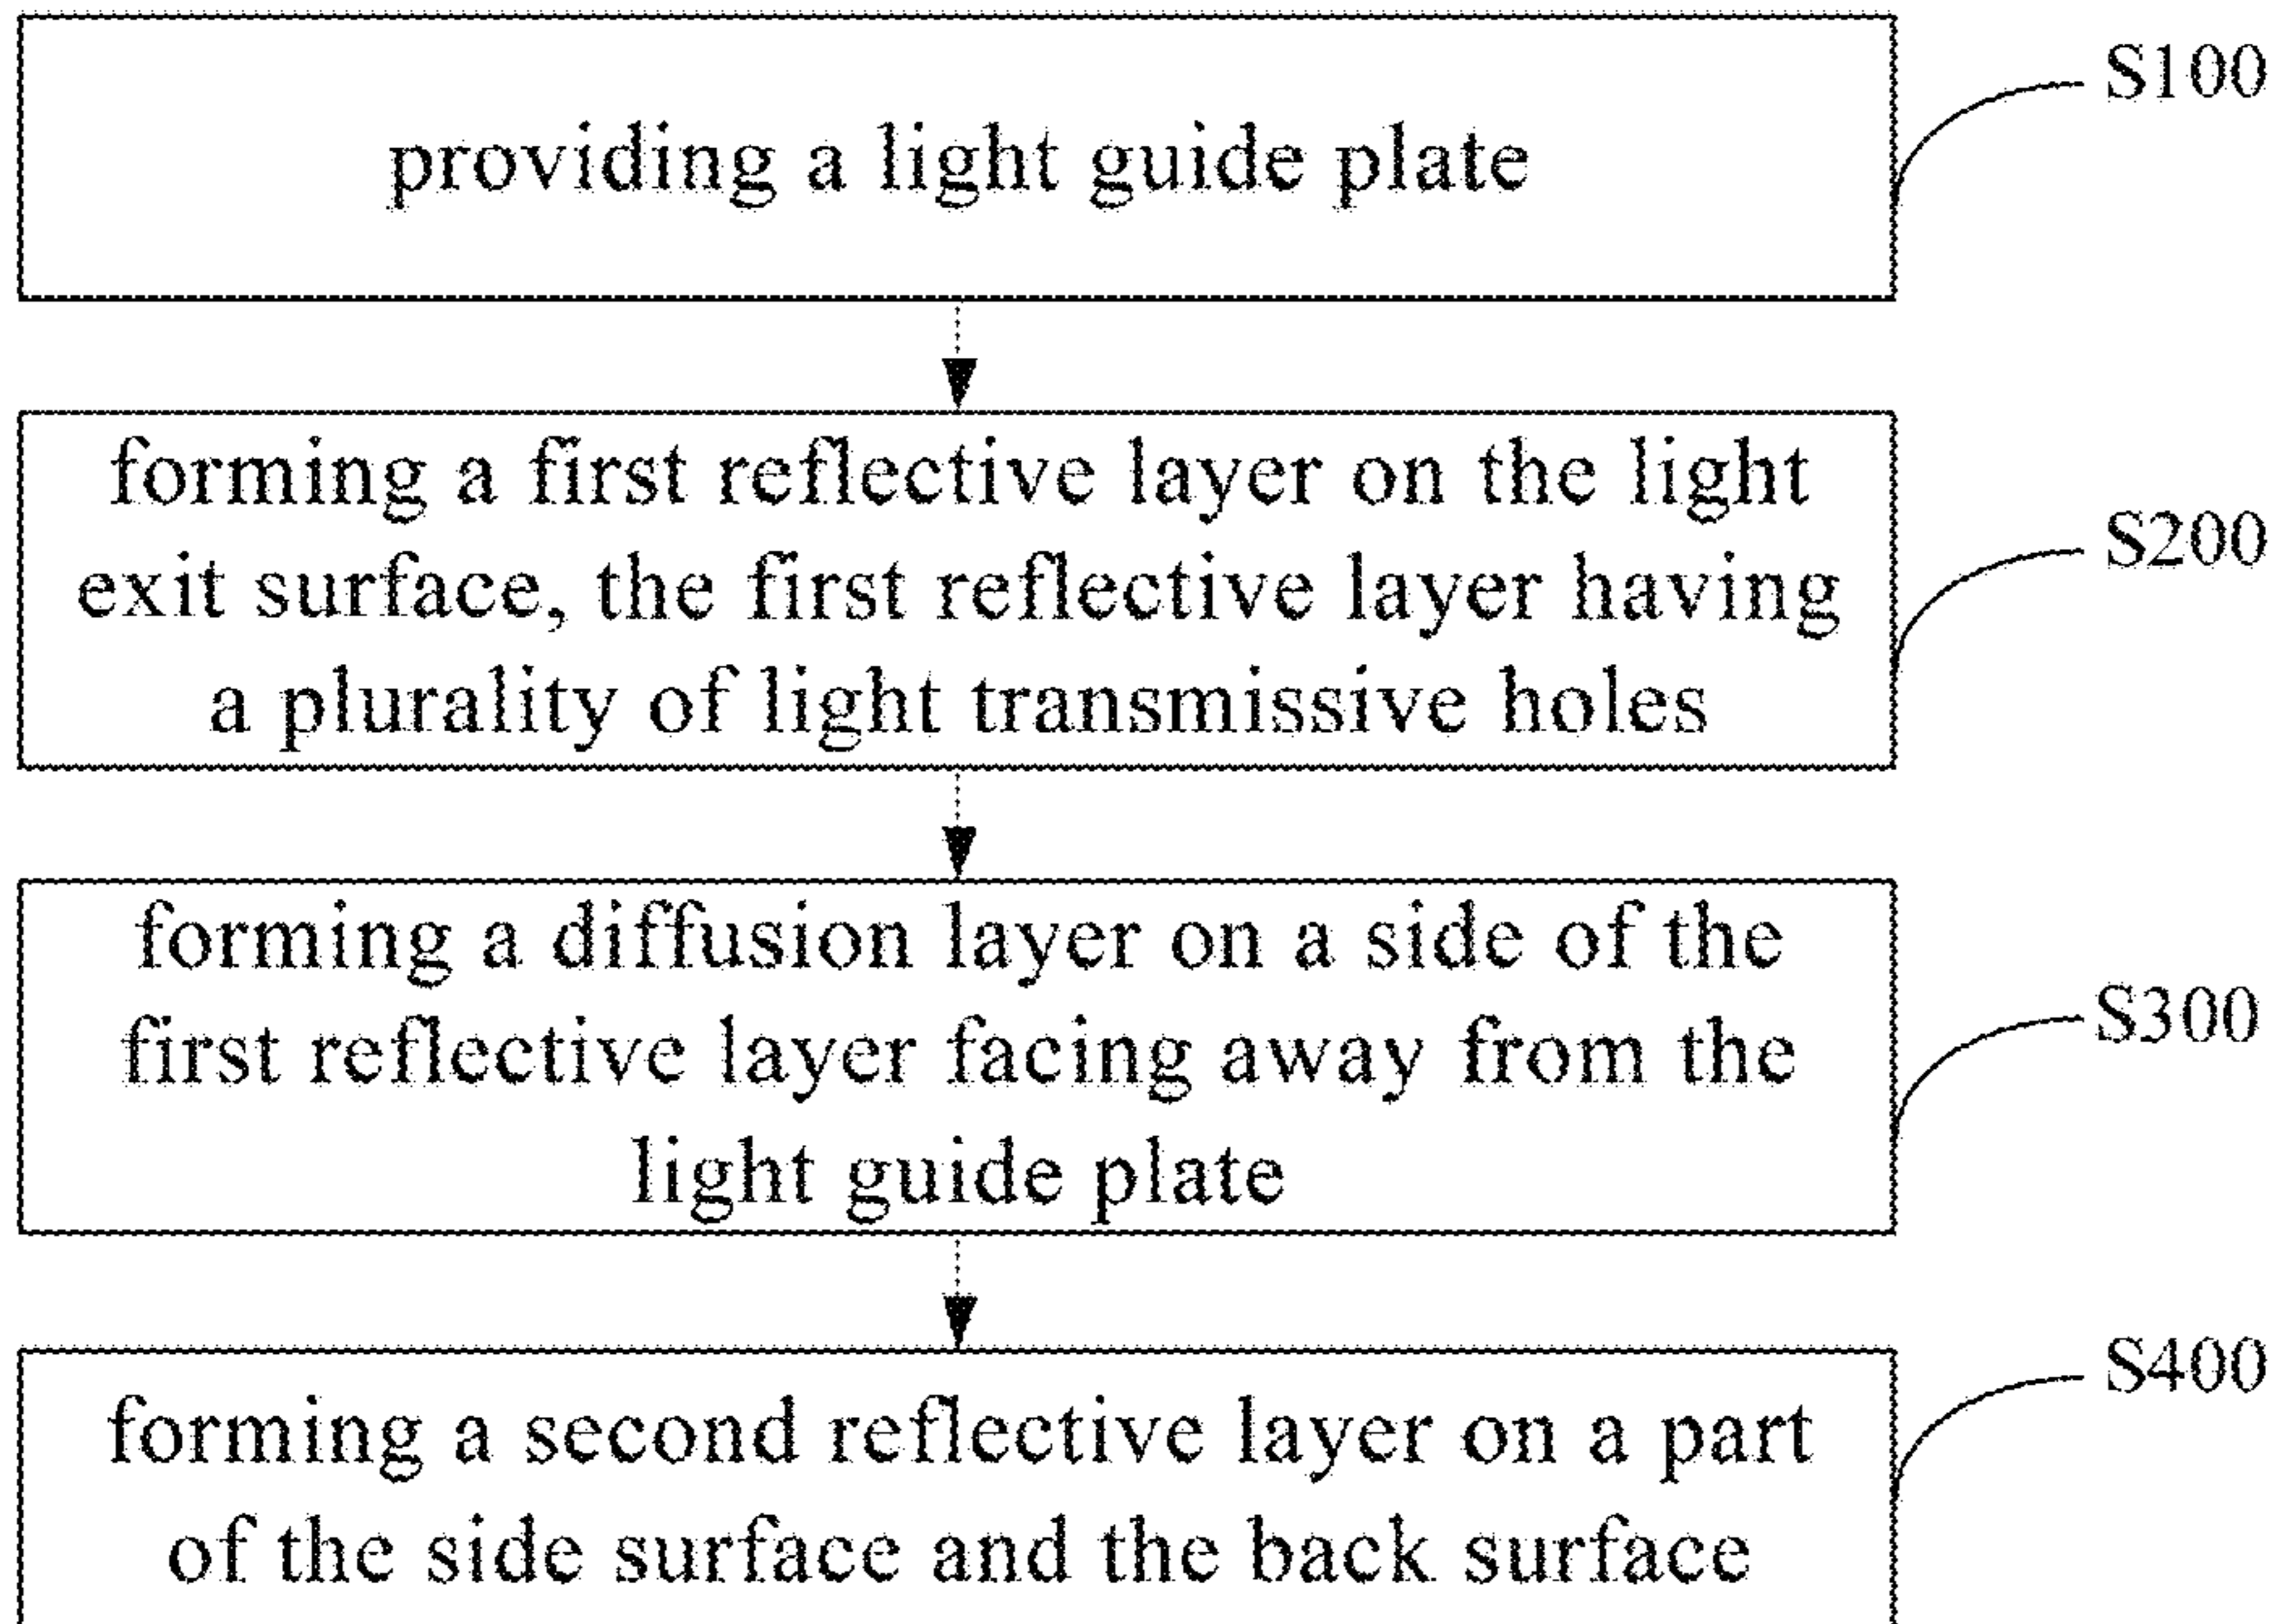 providing a light guide plate
S100
forming a first reflective layer on the light
exit surface, the first reflective layer having
a plurality of light transmissive holes
S200
forming a diffusion layer on a side of the
first reflective layer facing away from the
light guide plate
S300
forming a second reflective layer on a part
of the side surface and the back surface
S400